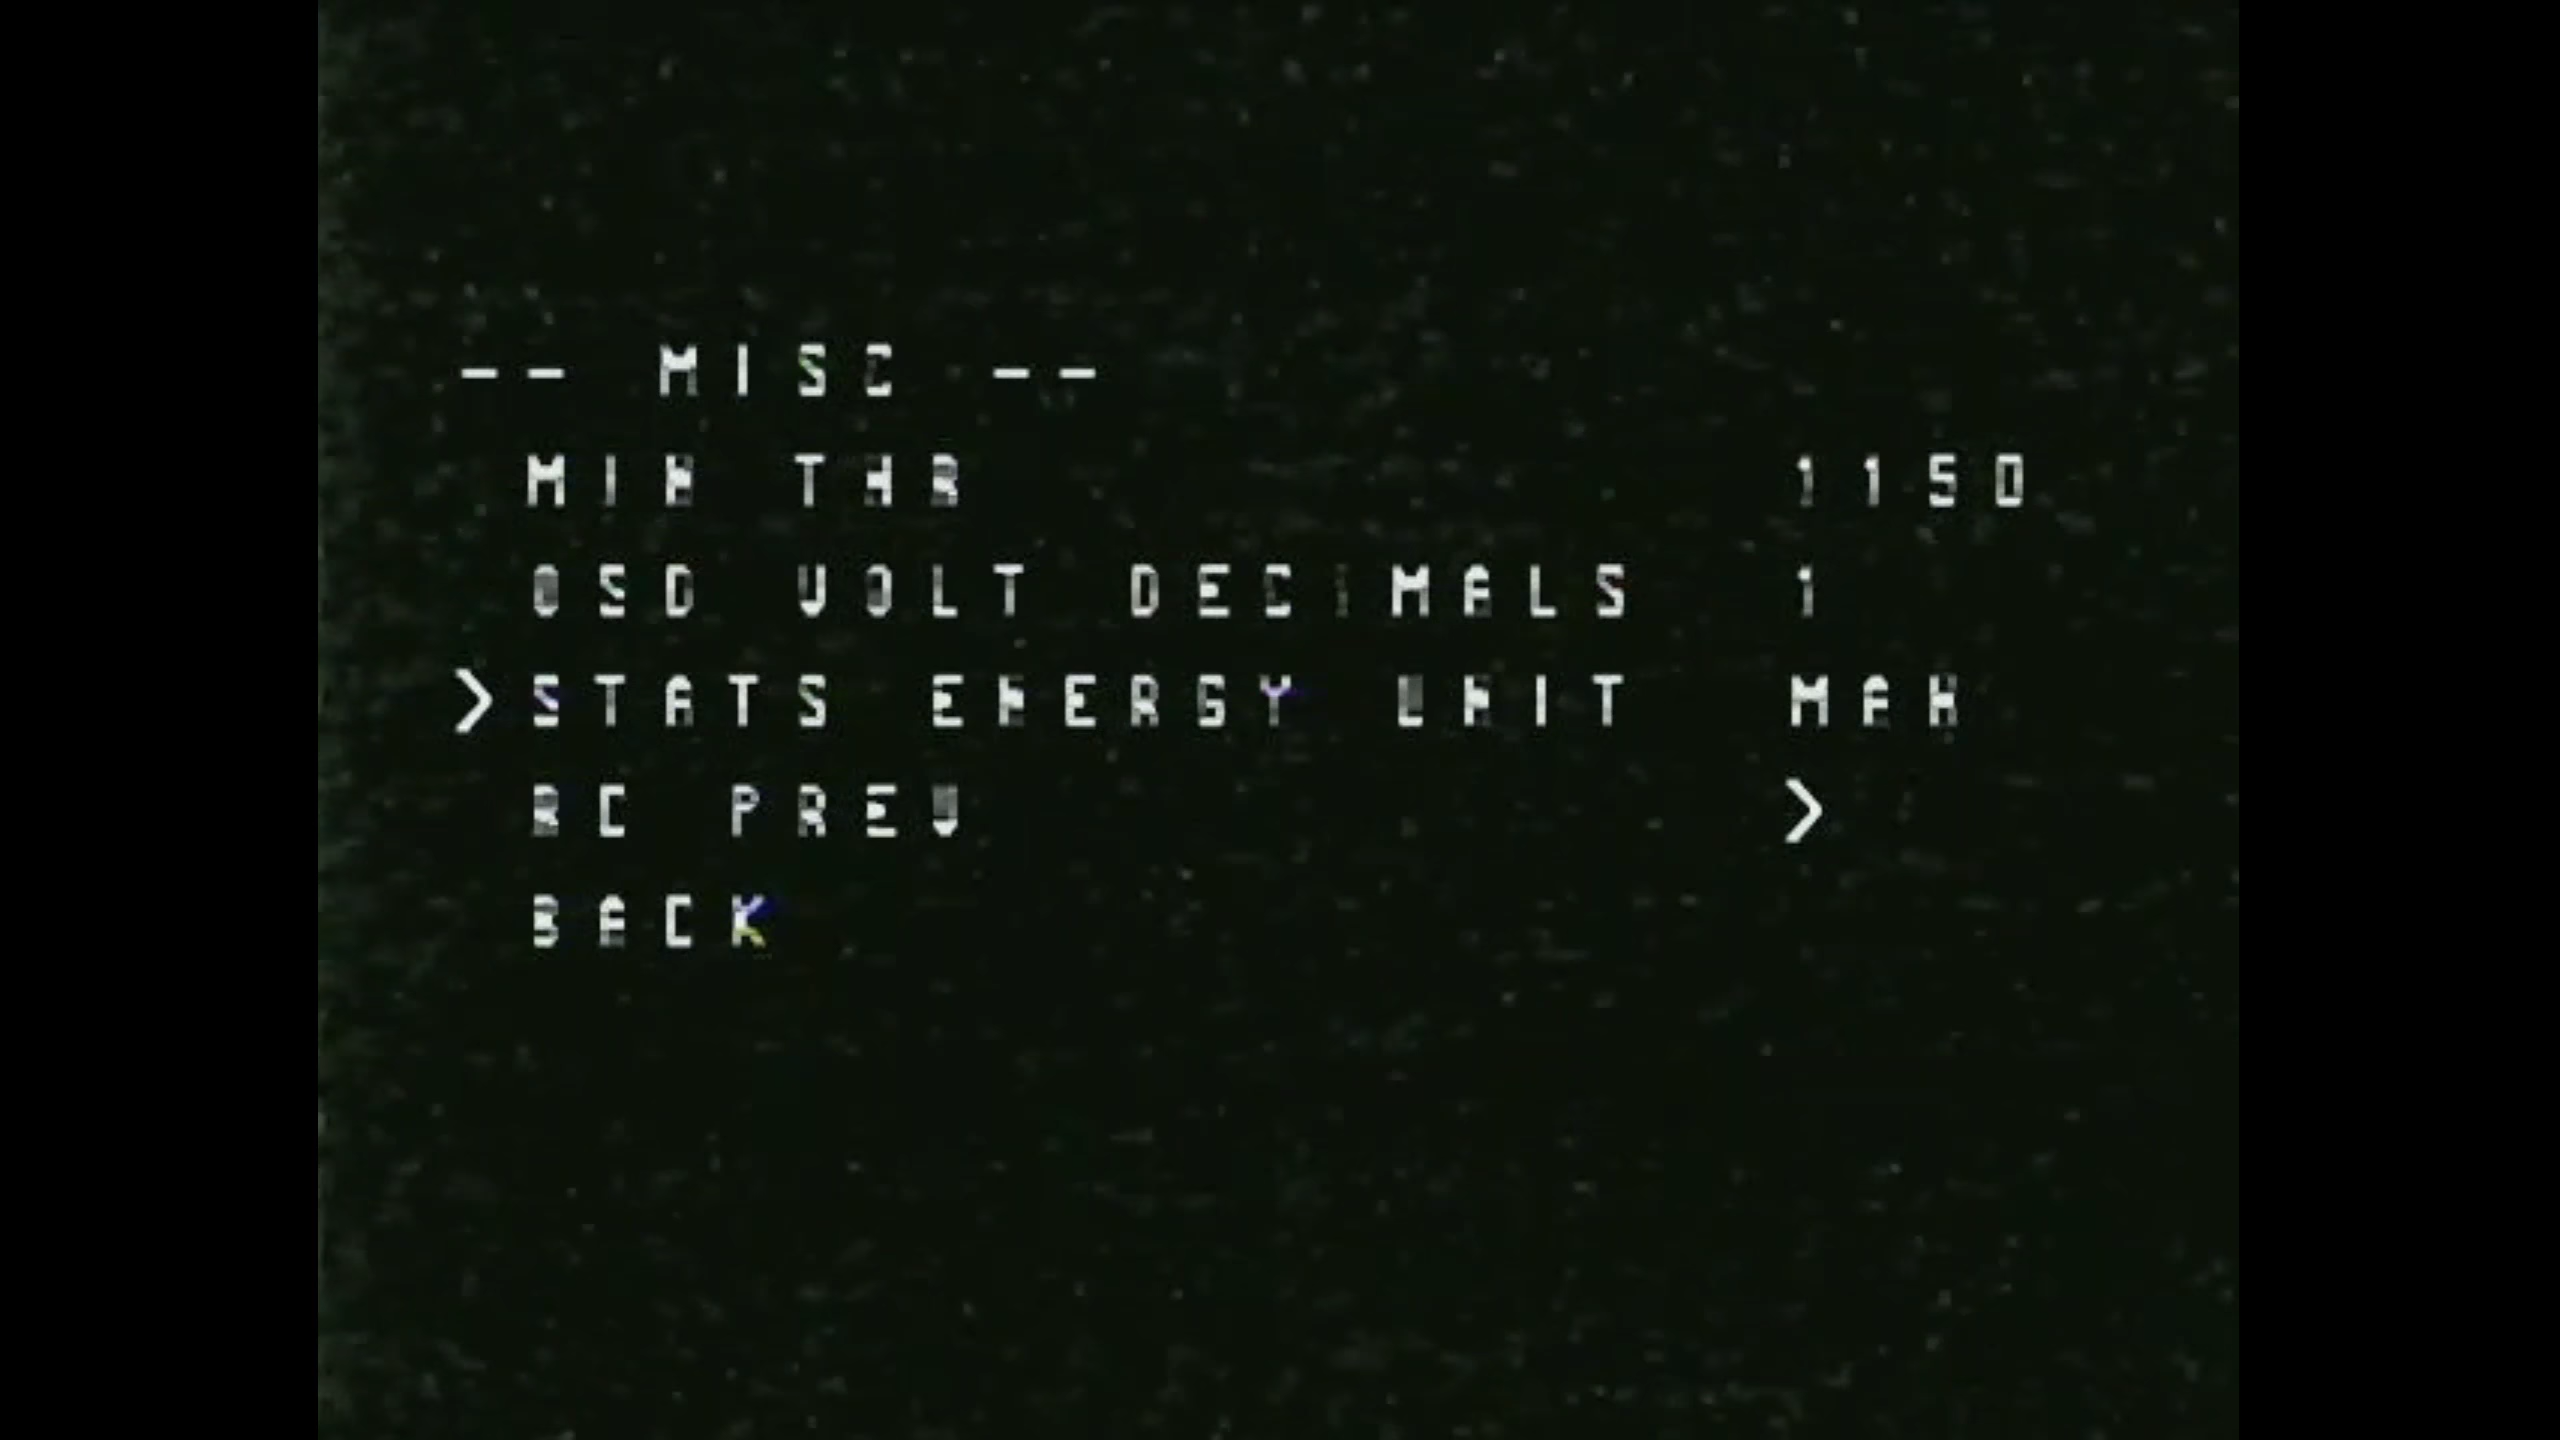 -- MISC --
MIN THR 1150
OSD VOLT DECIMALS 1
>STATS ENERGY UNIT MAH
RC PREV >
BACK